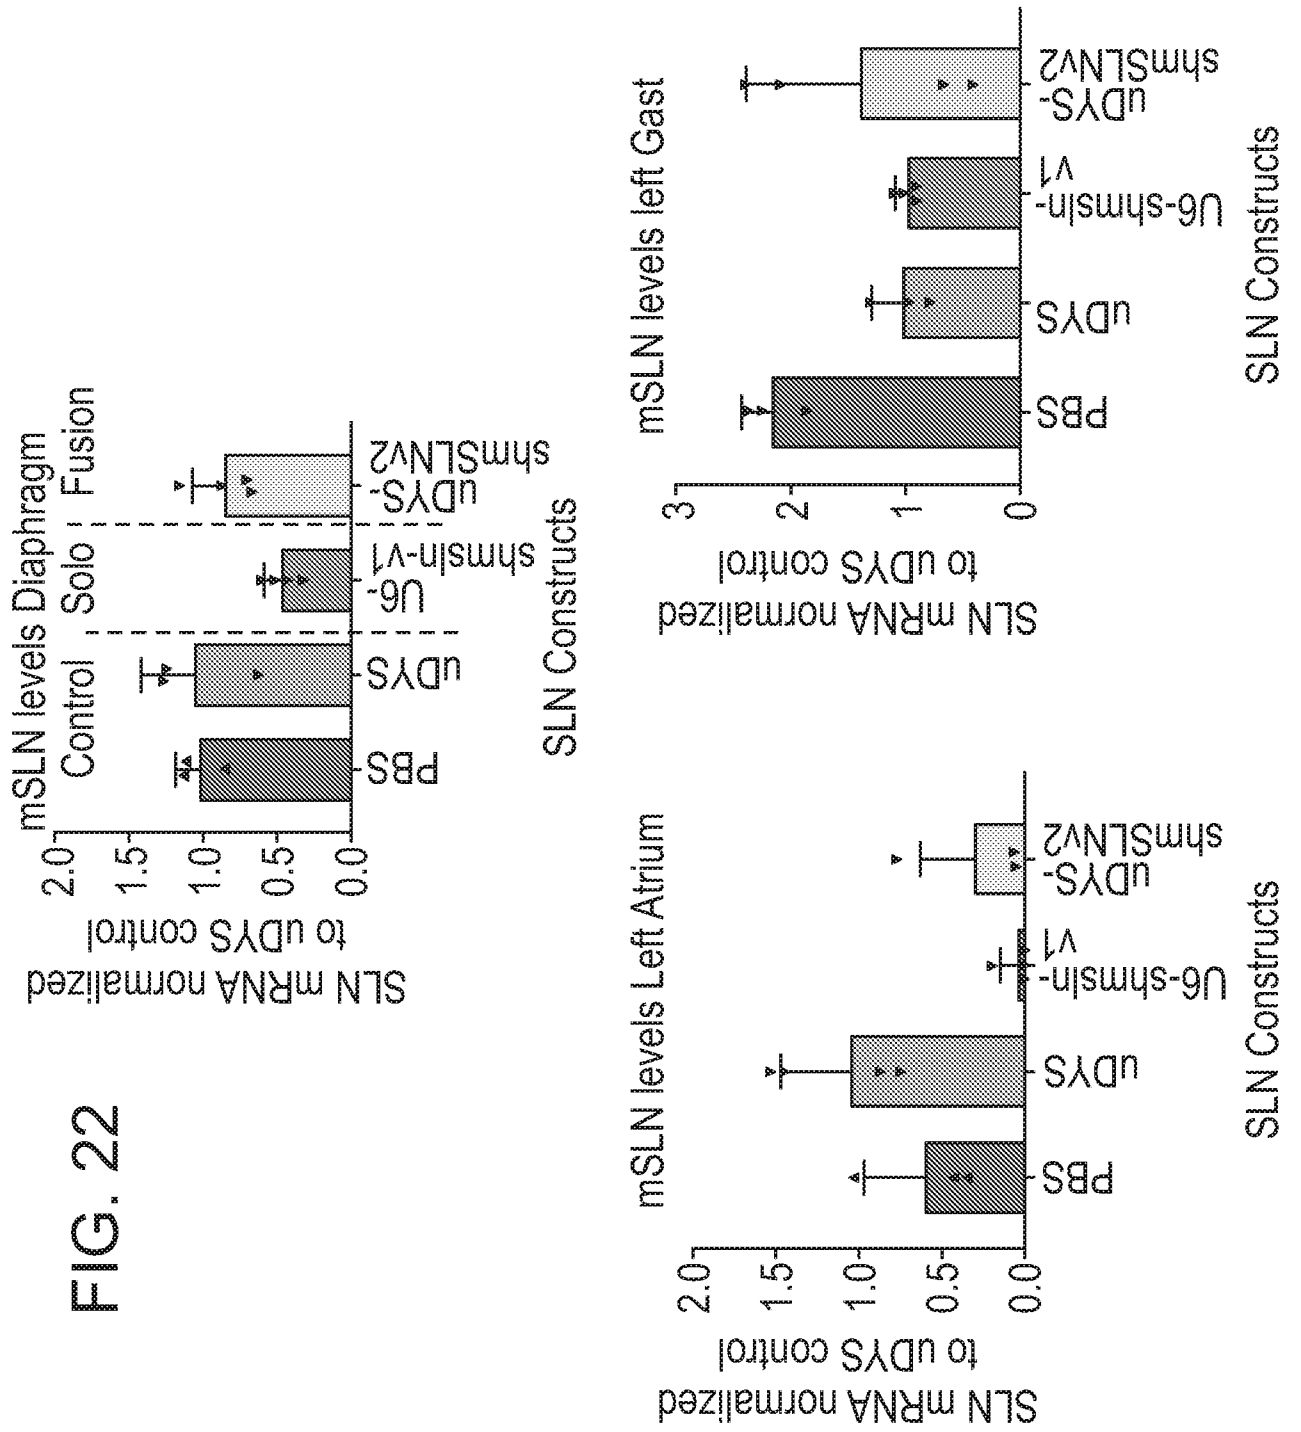 FIG. 22
mSLN levels Diaphragm
Control Solo Fusion
SLN mRNA normalized
to uDYS control
2.0
1.5
1.0
0.5
0.0
PBS
uDYS
U6-
shmsln-v1
uDYS-
shmSLNv2
SLN Constructs
mSLN levels Left Atrium
SLN mRNA normalized
to uDYS control
2.0
1.5
1.0
0.5
0.0
PBS
uDYS
U6-shmsln-
v1
uDYS-
shmSLNv2
SLN Constructs
mSLN levels left Gast
SLN mRNA normalized
to uDYS control
3
2
1
0
PBS
uDYS
U6-shmsln-
v1
uDYS-
shmSLNv2
SLN Constructs